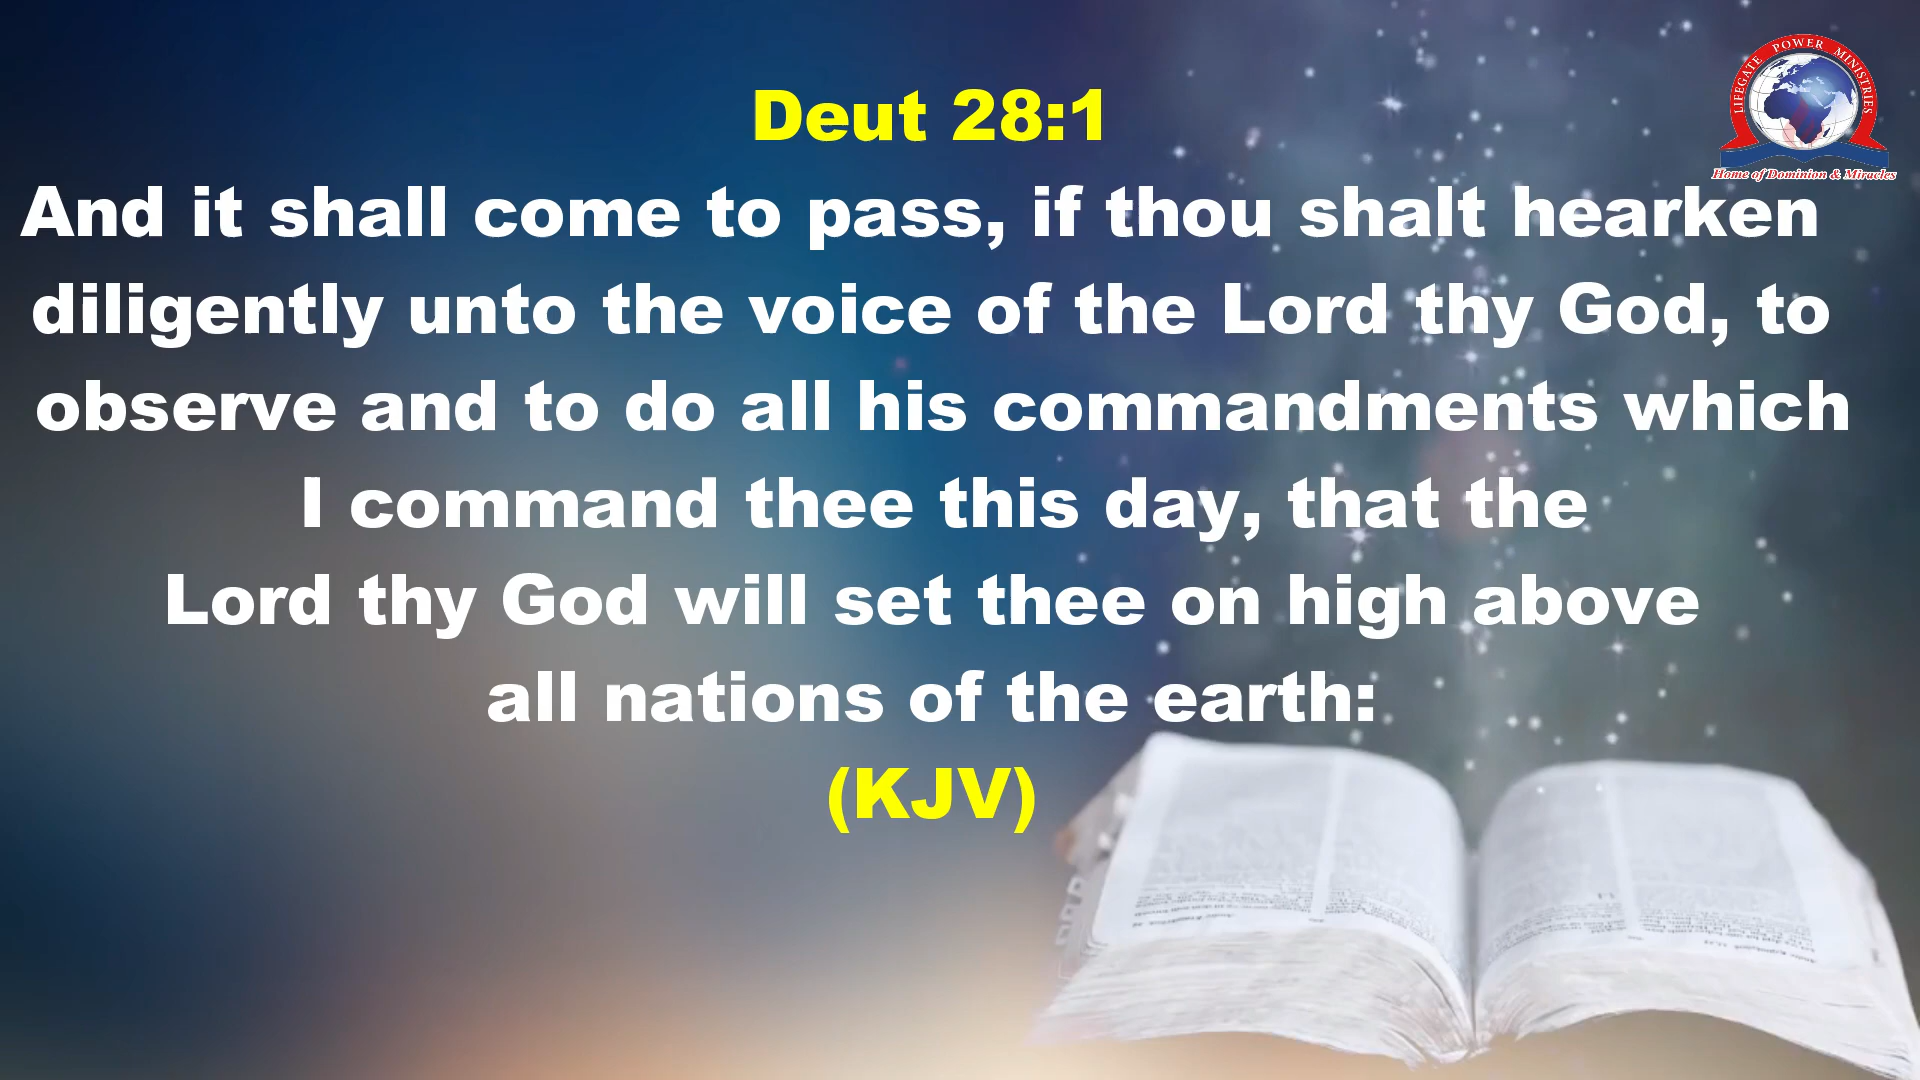 LIFEGATE POWER MINISTRIES
Home of Dominion & Miracles
Deut 28:1
And it shall come to pass, if thou shalt hearken
diligently unto the voice of the Lord thy God, to
observe and to do all his commandments which
I command thee this day, that the
Lord thy God will set thee on high above
all nations of the earth:
(KJV)